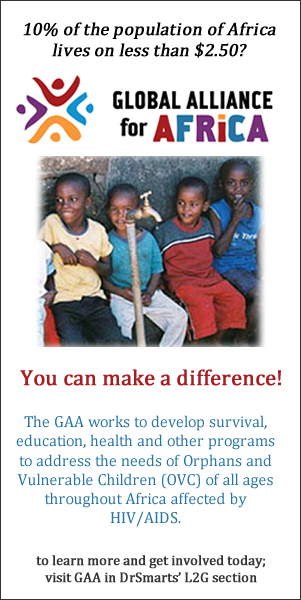 10% of the population of Africa
lives on less than $2.50?
GLOBAL ALLIANCE
for AFRiCA
You can make a difference!
The GAA works to develop survival,
education, health and other programs
to address the needs of Orphans and
Vulnerable Children (OVC) of all ages
throughout Africa affected by
HIV/AIDS.
to learn more and get involved today;
visit GAA in DrSmarts' L2G section